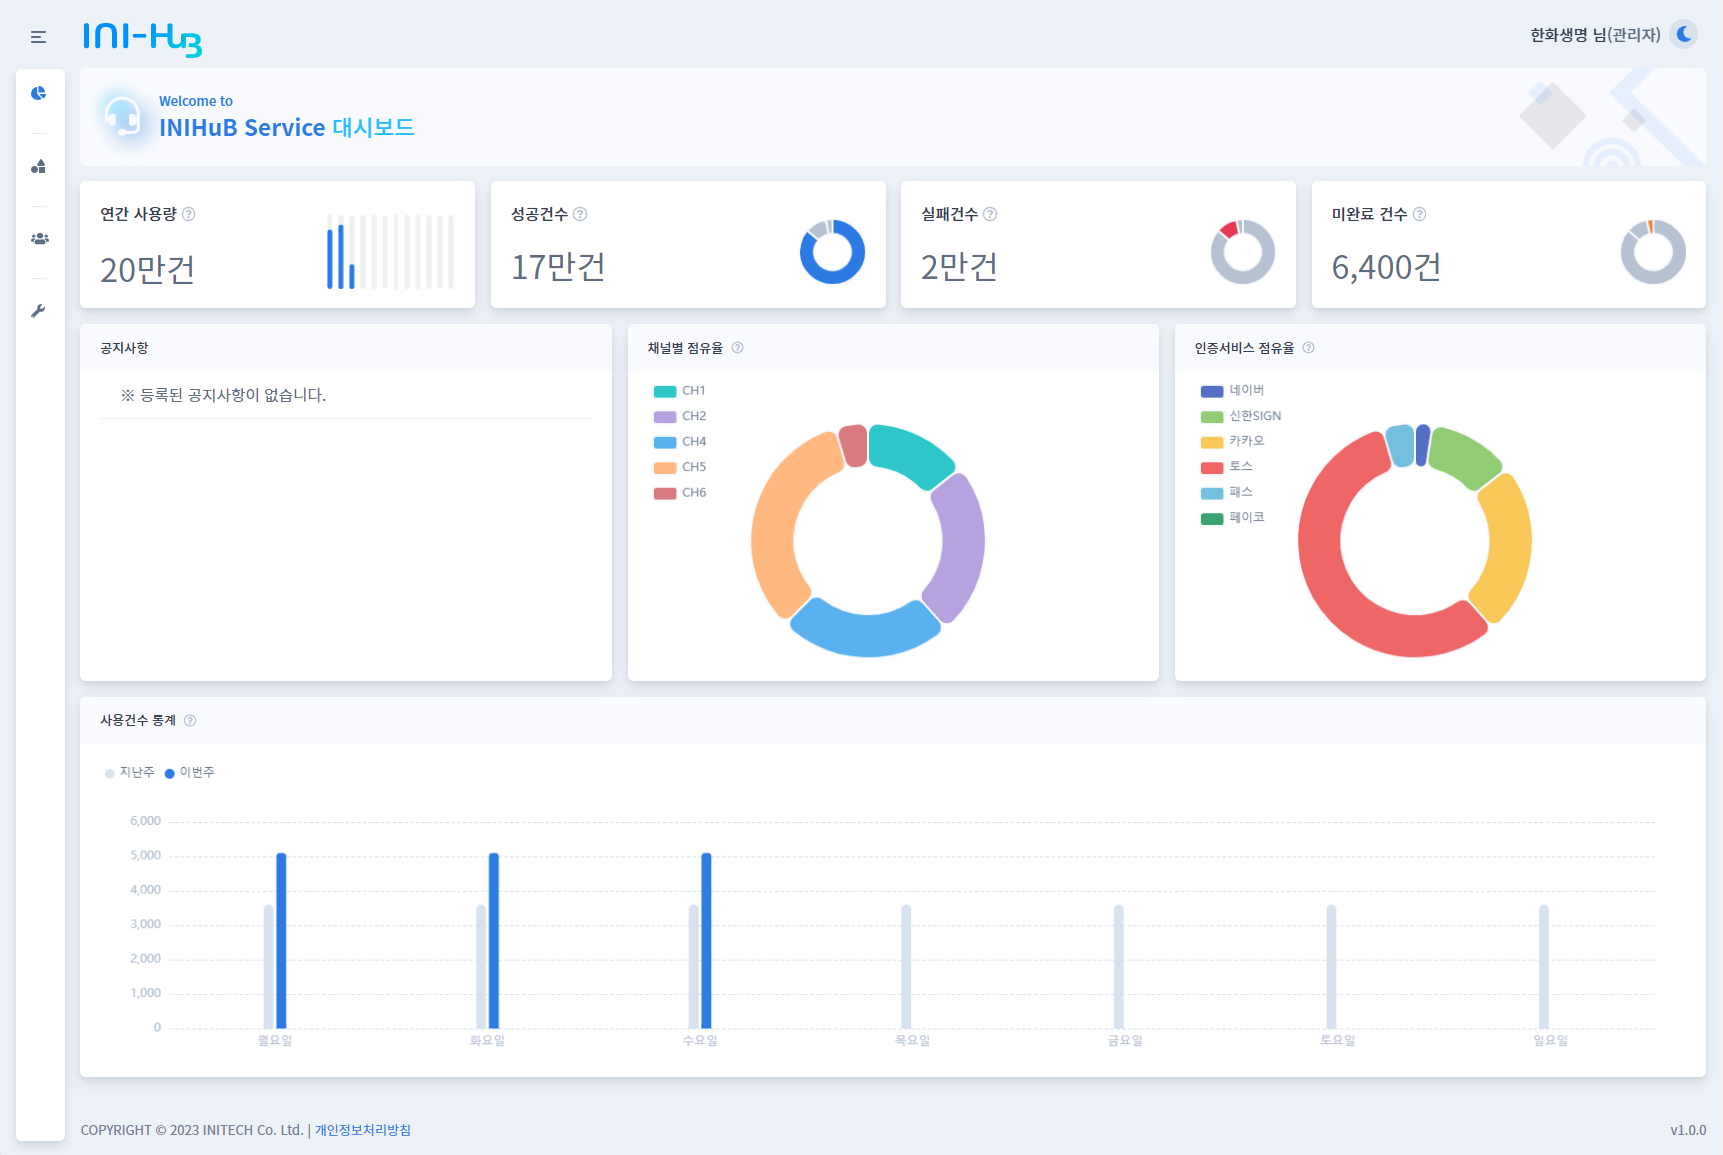 INI-HuB
한화생명 님(관리자)
Welcome to
INIHuB Service 대시보드
연간 사용량
20만건
성공건수
17만건
실패건수
2만건
미완료 건수
6,400건
공지사항
※ 등록된 공지사항이 없습니다.
채널별 점유율
CH1
CH2
CH4
CH5
CH6
인증서비스 점유율
네이버
신한SIGN
카카오
토스
패스
페이코
사용건수 통계
지난주 이번주
6,000
5,000
4,000
3,000
2,000
1,000
0
월요일 화요일 수요일 목요일 금요일 토요일 일요일
COPYRIGHT © 2023 INITECH Co. Ltd. | 개인정보처리방침
v1.0.0